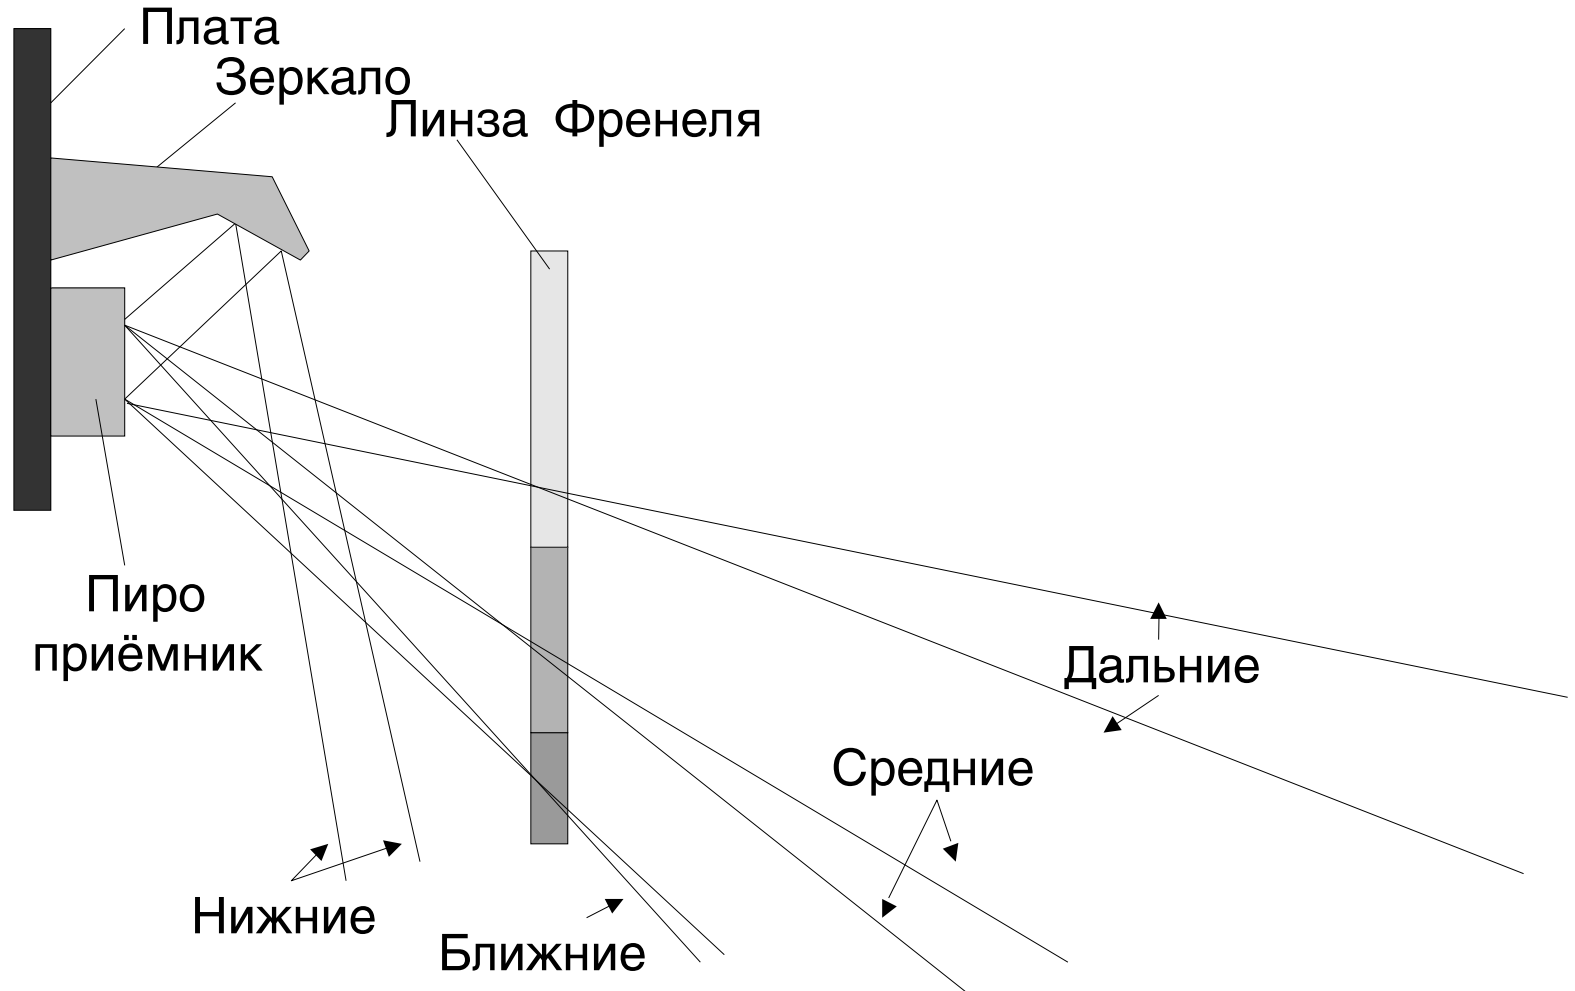 Плата
Зеркало
Линза Френеля
Пиро
приёмник
Дальние
Средние
Нижние
Ближние